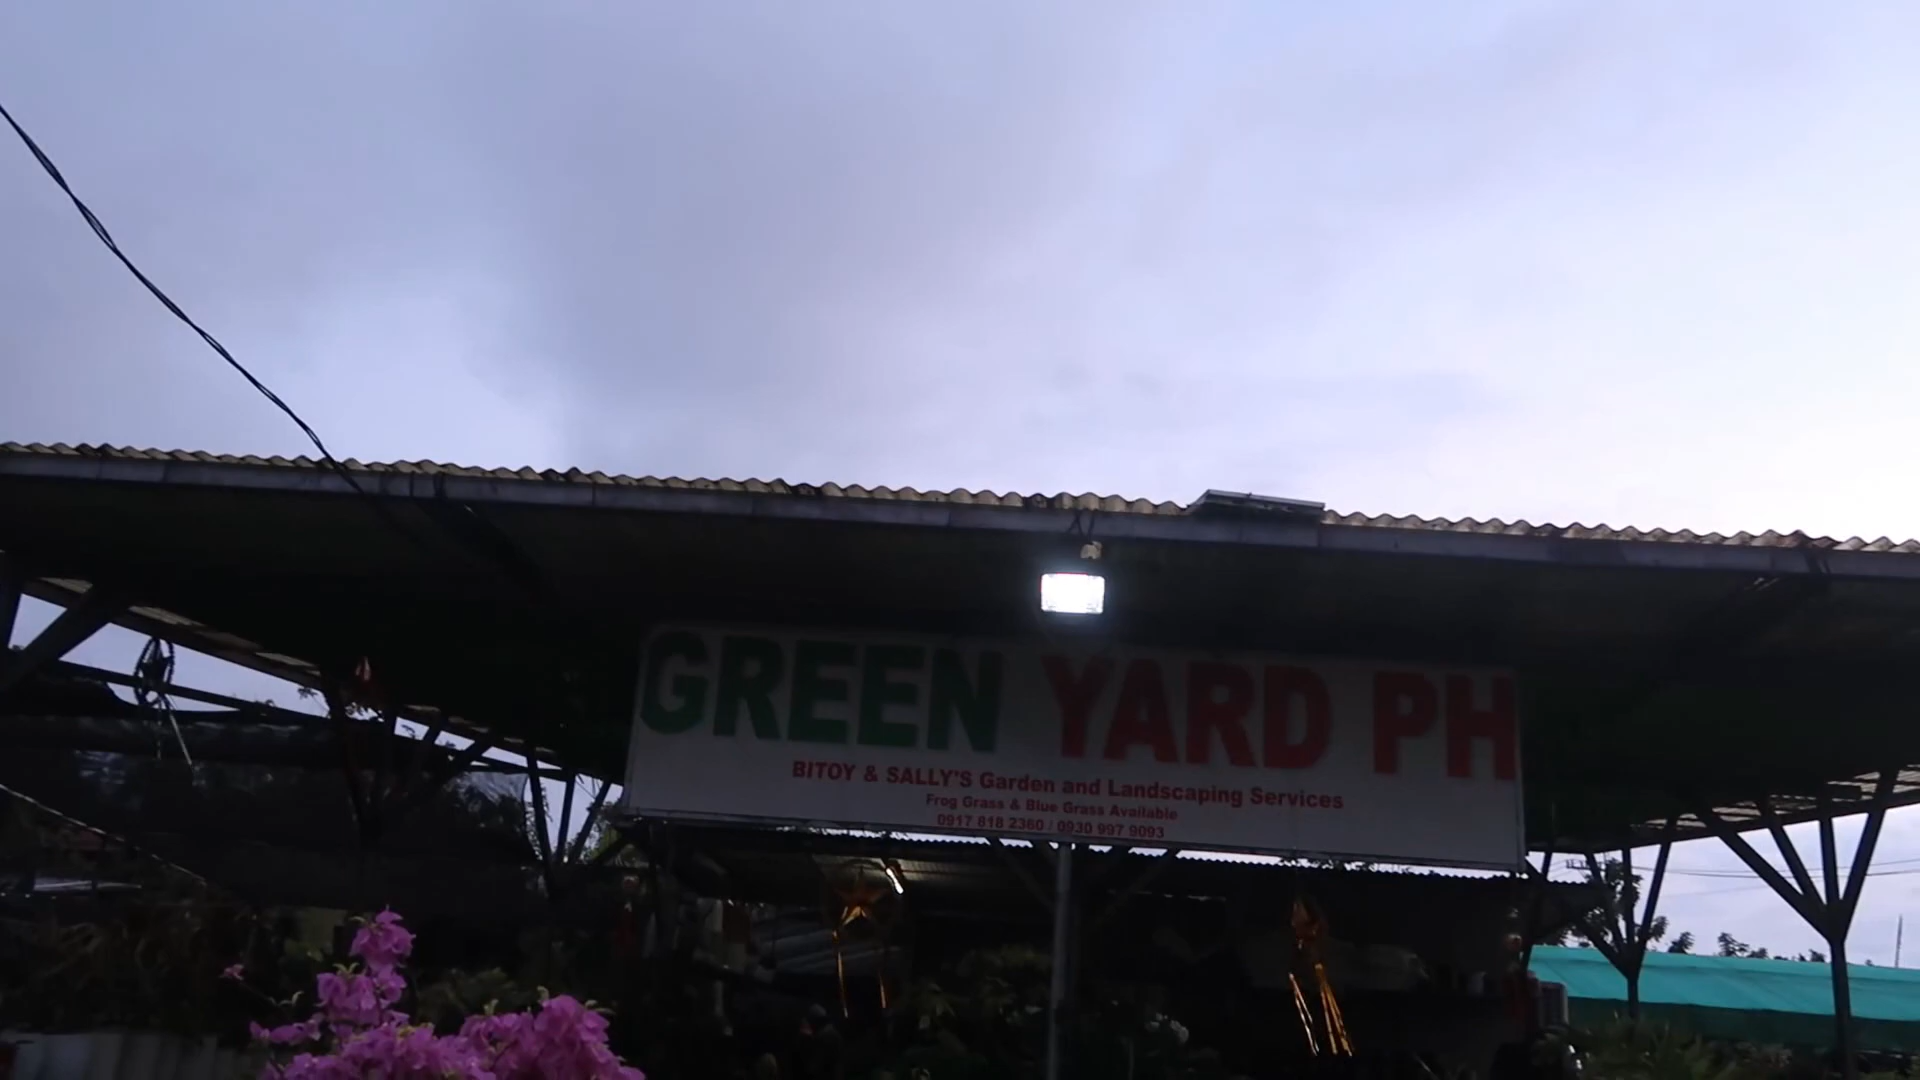 GREEN YARD PH
BITOY & SALLY'S Garden and Landscaping Services
Frog Grass & Blue Grass Available
0917 818 2360 / 0930 997 9093